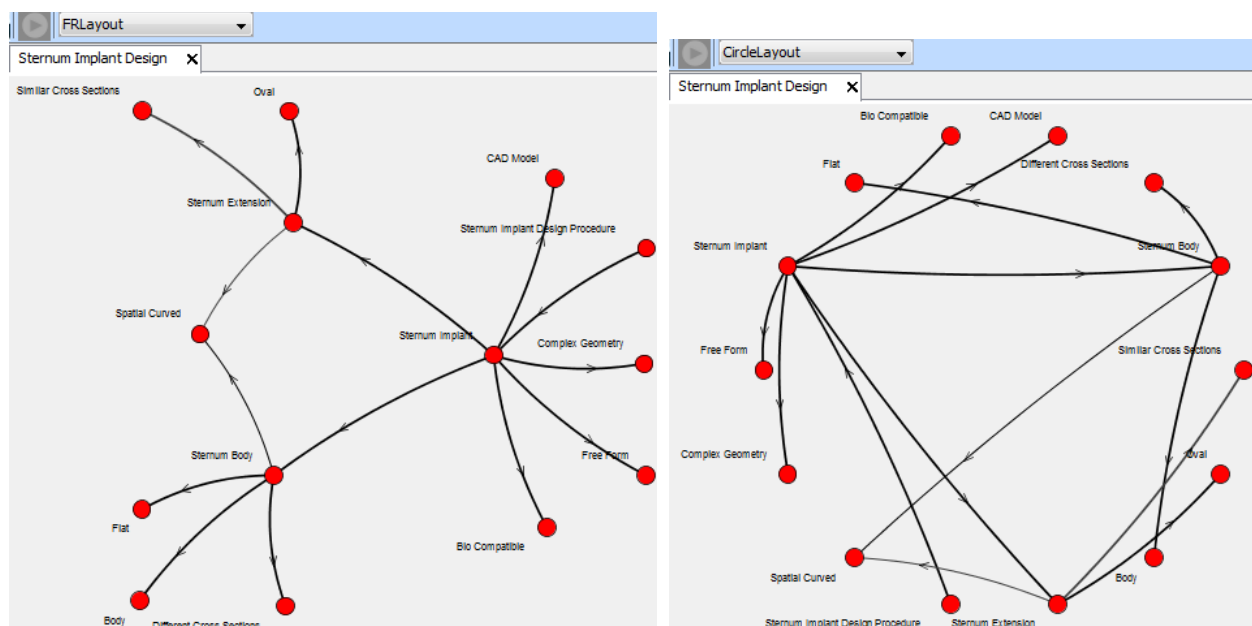 FRLayout
Sternum Implant Design X
Similar Cross Sections
Oval
CAD Model
Sternum Extension
Sternum Implant Design Procedure
Spatial Curved
Sternum Implant
Complex Geometry
Sternum Body
Free Form
Flat
Bio Compatible
Body
Different Cross Sections
CircleLayout
Sternum Implant Design X
Bio Compatible
CAD Model
Flat
Different Cross Sections
Sternum Implant
Sternum Body
Free Form
Similar Cross Sections
Complex Geometry
Oval
Spatial Curved
Body
Sternum Implant Design Procedure
Sternum Extension